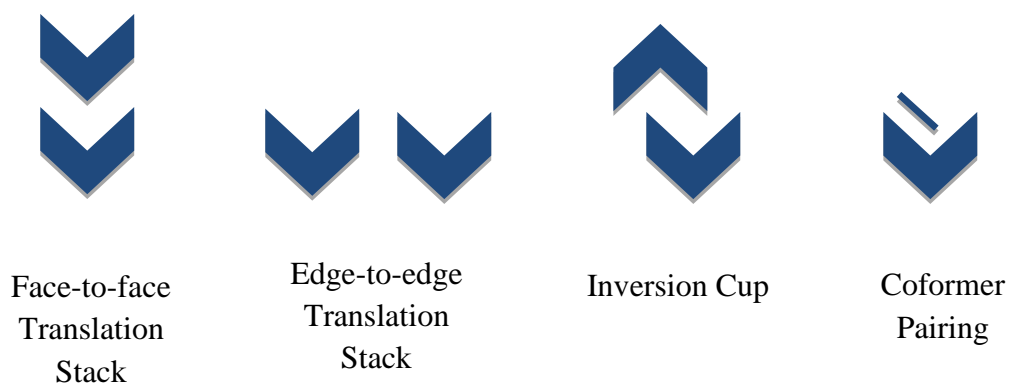 Face-to-face
Translation
Stack
Edge-to-edge
Translation
Stack
Inversion Cup
Coformer
Pairing